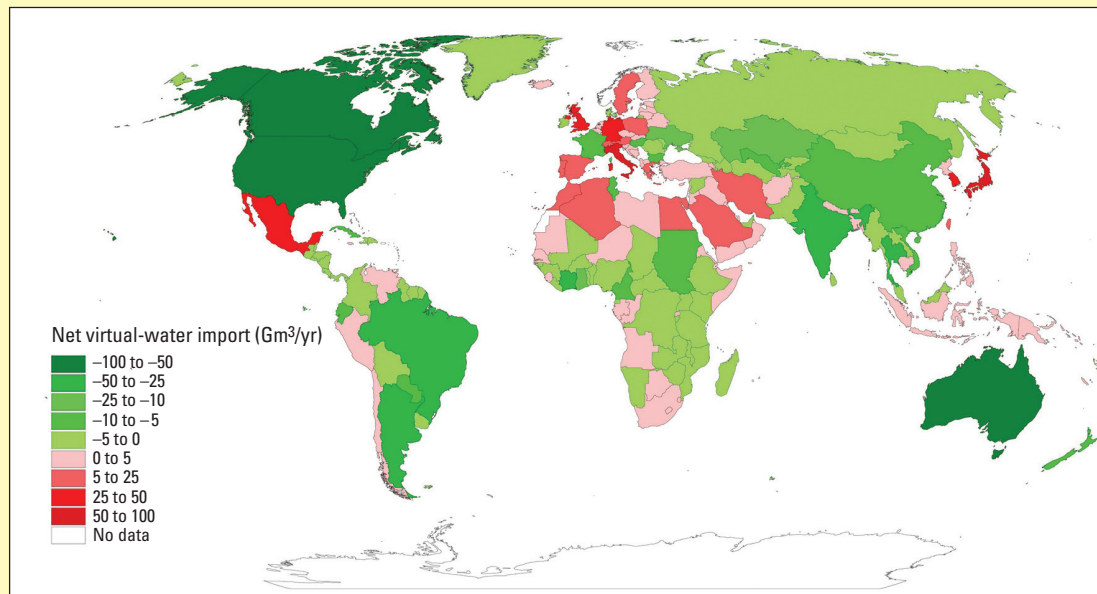 Net virtual-water import (Gm³/yr)
–100 to –50
–50 to –25
–25 to –10
–10 to –5
–5 to 0
0 to 5
5 to 25
25 to 50
50 to 100
No data